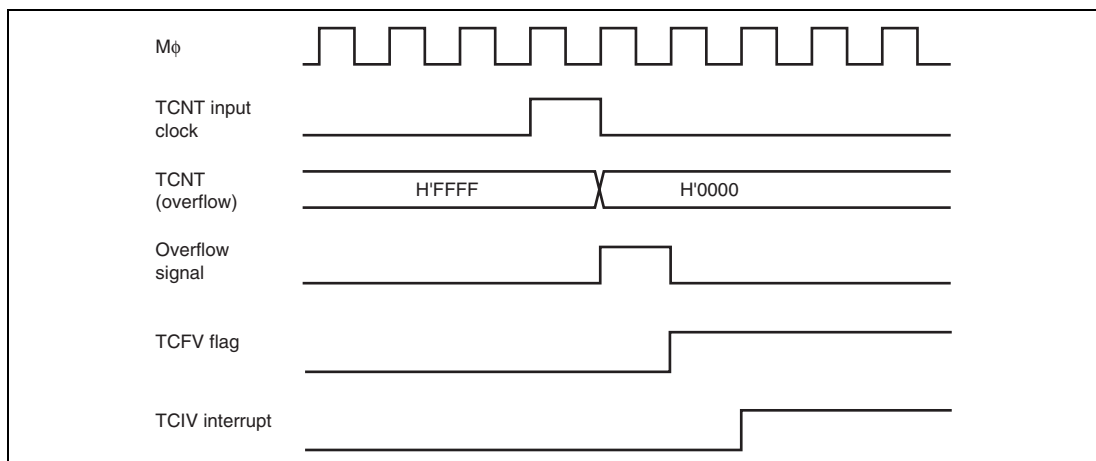 Mϕ
TCNT input
clock
TCNT
(overflow)
H'FFFF
H'0000
Overflow
signal
TCFV flag
TCIV interrupt